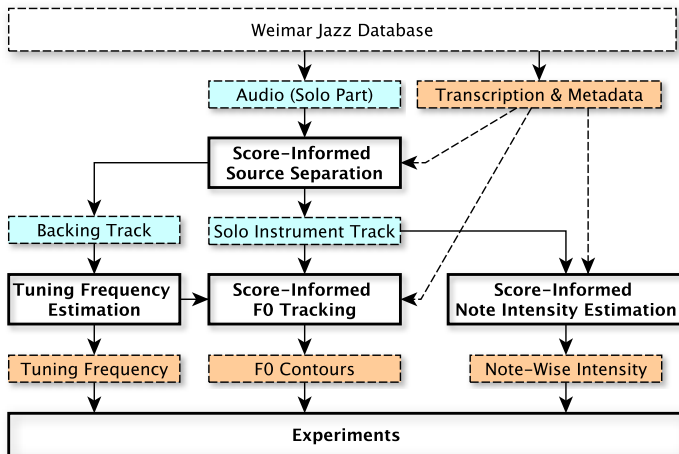 Weimar Jazz Database
Audio (Solo Part)
Transcription & Metadata
Score-Informed
Source Separation
Backing Track
Solo Instrument Track
Tuning Frequency
Estimation
Score-Informed
F0 Tracking
Score-Informed
Note Intensity Estimation
Tuning Frequency
F0 Contours
Note-Wise Intensity
Experiments